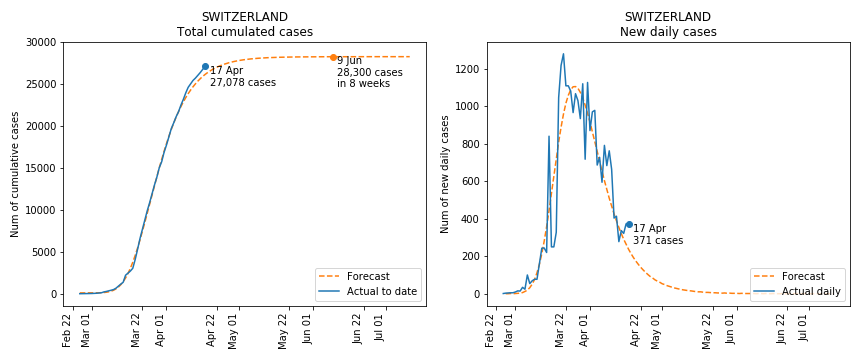 SWITZERLAND
Total cumulated cases
Num of cumulative cases
30000
25000
20000
15000
10000
5000
0
17 Apr
27,078 cases
9 Jun
28,300 cases
in 8 weeks
Forecast
Actual to date
Feb 22
Mar 01
Mar 22
Apr 01
Apr 22
May 01
May 22
Jun 01
Jun 22
Jul 01
SWITZERLAND
New daily cases
Num of new daily cases
1200
1000
800
600
400
200
0
17 Apr
371 cases
Forecast
Actual daily
Feb 22
Mar 01
Mar 22
Apr 01
Apr 22
May 01
May 22
Jun 01
Jun 22
Jul 01